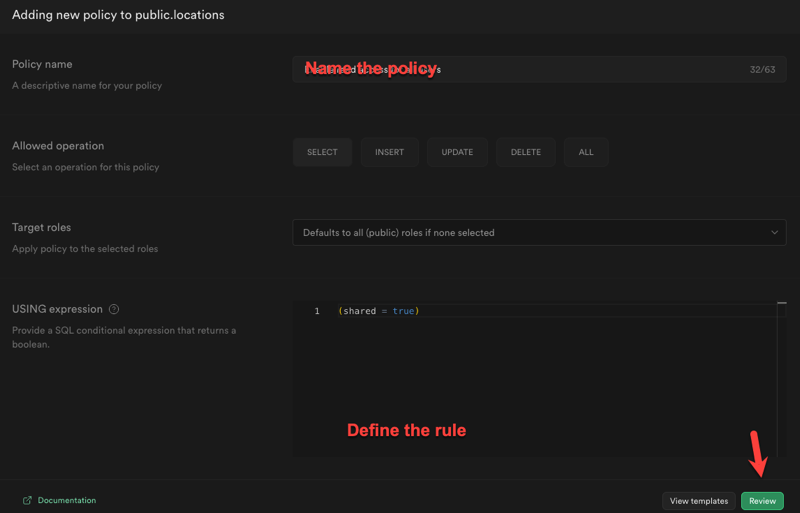 Adding new policy to public.locations
Policy name
A descriptive name for your policy
Name the policy
32/63
Allowed operation
Select an operation for this policy
SELECT
INSERT
UPDATE
DELETE
ALL
Target roles
Apply policy to the selected roles
Defaults to all (public) roles if none selected
USING expression
Provide a SQL conditional expression that returns a
boolean.
1 (shared = true)
Define the rule
Documentation
View templates
Review